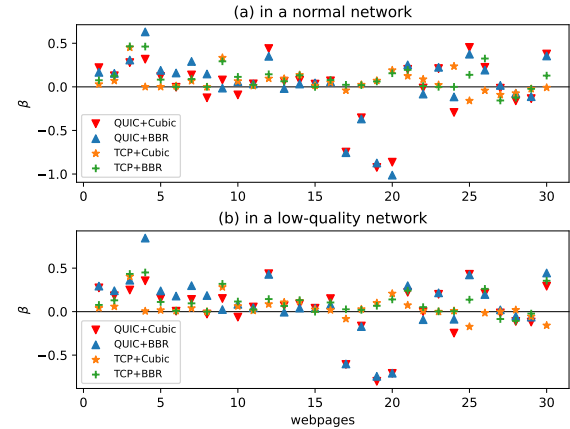 (a) in a normal network
0.5
0.0
−0.5
−1.0
β
QUIC+Cubic
QUIC+BBR
TCP+Cubic
TCP+BBR
0 5 10 15 20 25 30
(b) in a low-quality network
0.5
0.0
−0.5
β
QUIC+Cubic
QUIC+BBR
TCP+Cubic
TCP+BBR
0 5 10 15 20 25 30
webpages